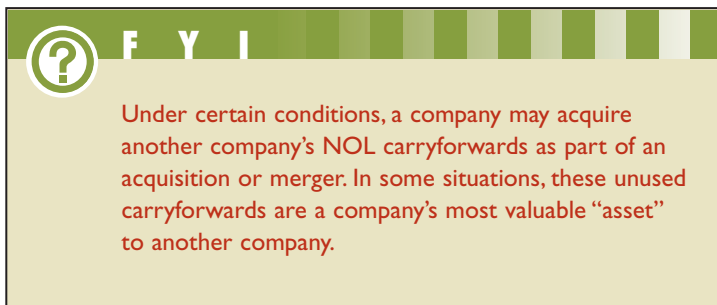 ?
F Y I
Under certain conditions, a company may acquire
another company's NOL carryforwards as part of an
acquisition or merger. In some situations, these unused
carryforwards are a company's most valuable “asset”
to another company.